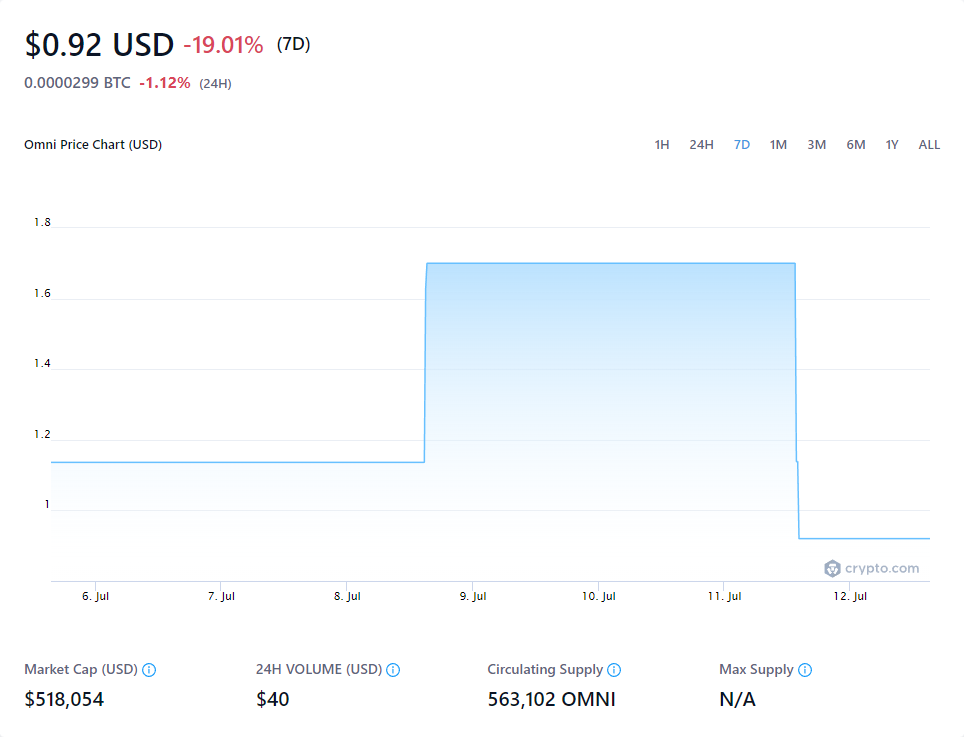 $0.92 USD -19.01% (7D)
0.0000299 BTC -1.12% (24H)
Omni Price Chart (USD) 1H 24H 7D 1M 3M 6M 1Y ALL
1.8
1.6
1.4
1.2
1
crypto.com
6. Jul 7. Jul 8. Jul 9. Jul 10. Jul 11. Jul 12. Jul
Market Cap (USD) 24H VOLUME (USD) Circulating Supply Max Supply
$518,054 $40 563,102 OMNI N/A